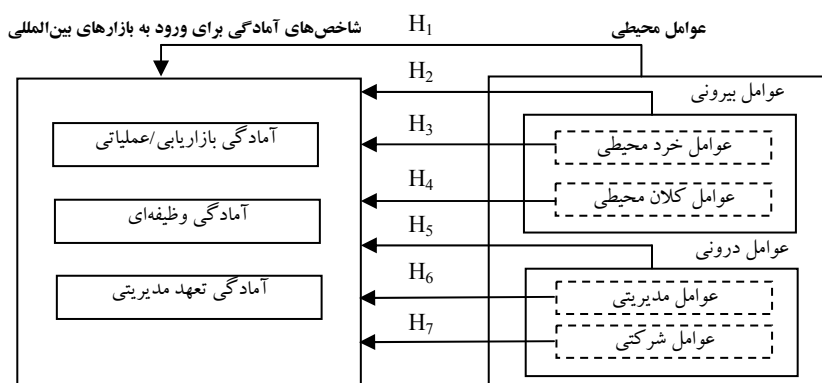 عوامل محیطی
شاخص‌های آمادگی برای ورود به بازارهای بین‌المللی
H1
H2
عوامل بیرونی
آمادگی بازاریابی/عملیاتی
H3
عوامل خرد محیطی
H4
عوامل کلان محیطی
آمادگی وظیفه‌ای
H5
عوامل درونی
H6
عوامل مدیریتی
آمادگی تعهد مدیریتی
H7
عوامل شرکتی